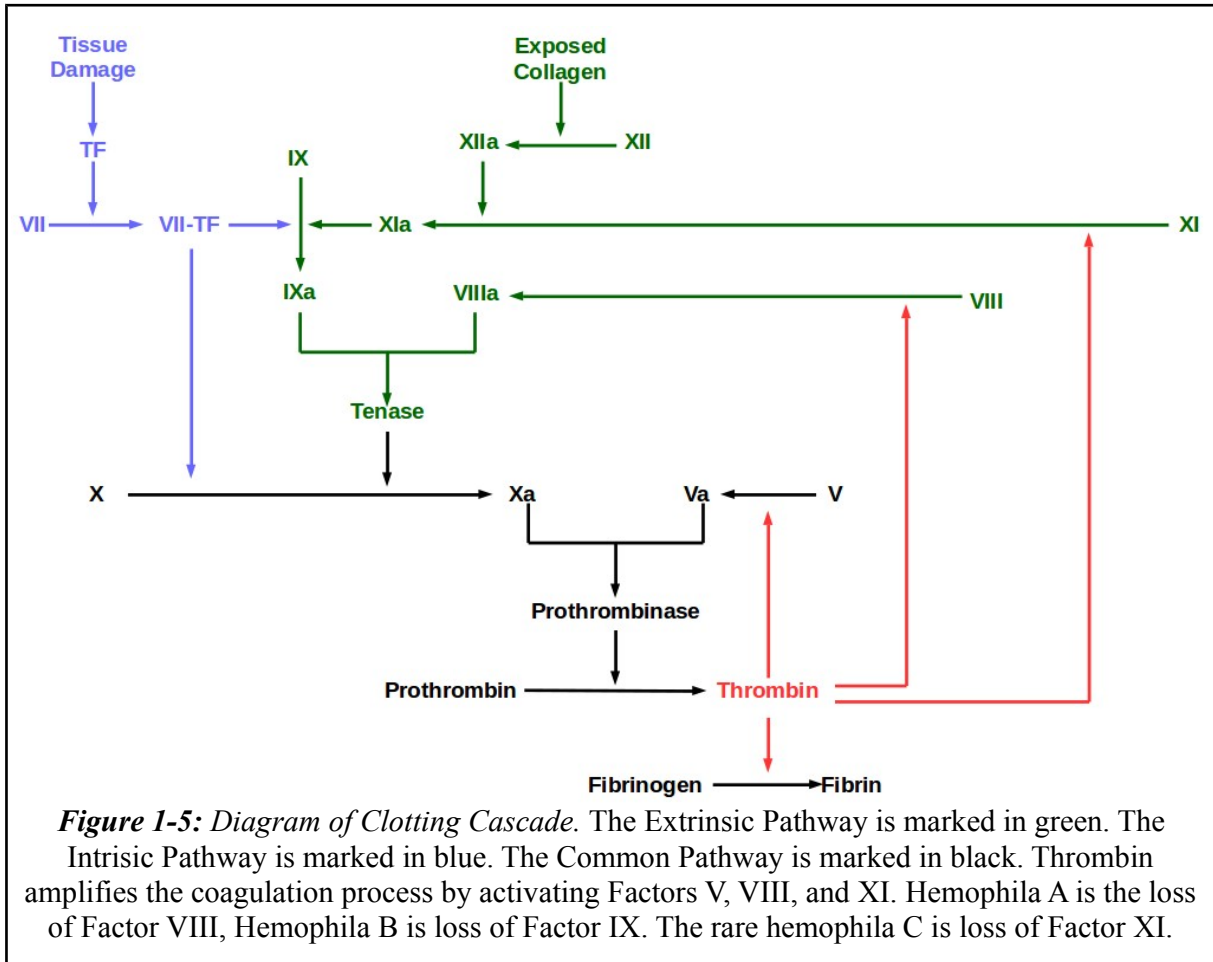 Tissue
Damage
Exposed
Collagen
TF
IX
XIIa
XII
VII
VII-TF
XIa
XI
IXa
VIIIa
VIII
Tenase
X
Xa
Va
V
Prothrombinase
Prothrombin
Thrombin
Fibrinogen
Fibrin
Figure 1-5: Diagram of Clotting Cascade. The Extrinsic Pathway is marked in green. The
Intrisic Pathway is marked in blue. The Common Pathway is marked in black. Thrombin
amplifies the coagulation process by activating Factors V, VIII, and XI. Hemophila A is the loss
of Factor VIII, Hemophila B is loss of Factor IX. The rare hemophila C is loss of Factor XI.